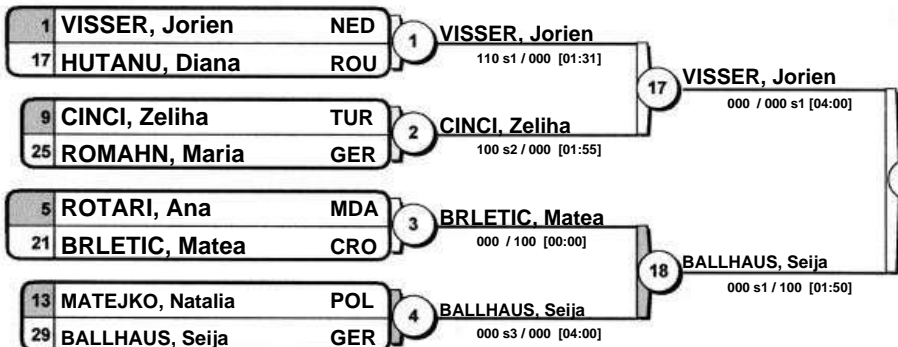 1 VISSER, Jorien NED
17 HUTANU, Diana ROU
1
VISSER, Jorien
110 s1 / 000 [01:31]
9 CINCI, Zeliha TUR
25 ROMAHN, Maria GER
2
CINCI, Zeliha
100 s2 / 000 [01:55]
17
VISSER, Jorien
000 / 000 s1 [04:00]
5 ROTARI, Ana MDA
21 BRLETIC, Matea CRO
3
BRLETIC, Matea
000 / 100 [00:00]
13 MATEJKO, Natalia POL
29 BALLHAUS, Seija GER
4
BALLHAUS, Seija
000 s3 / 000 [04:00]
18
BALLHAUS, Seija
000 s1 / 100 [01:50]